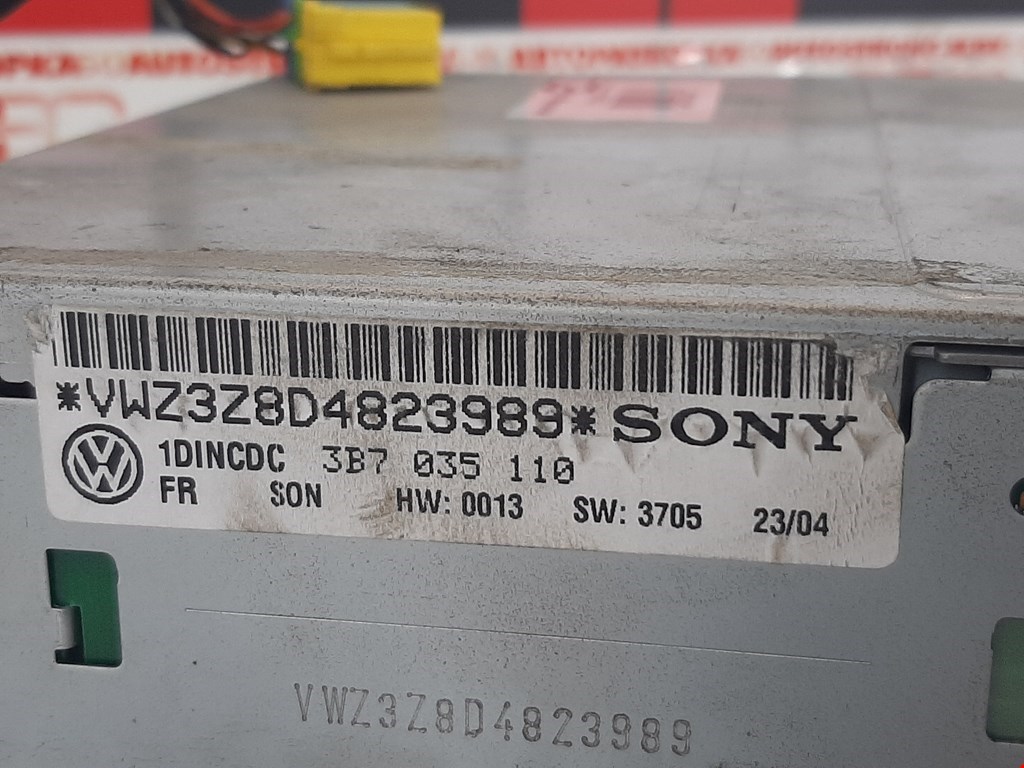 *VWZ3Z8D4823989* SONY
1DINCDC 3B7 035 110
FR SON HW: 0013 SW: 3705 23/04
VWZ3Z8D4823989